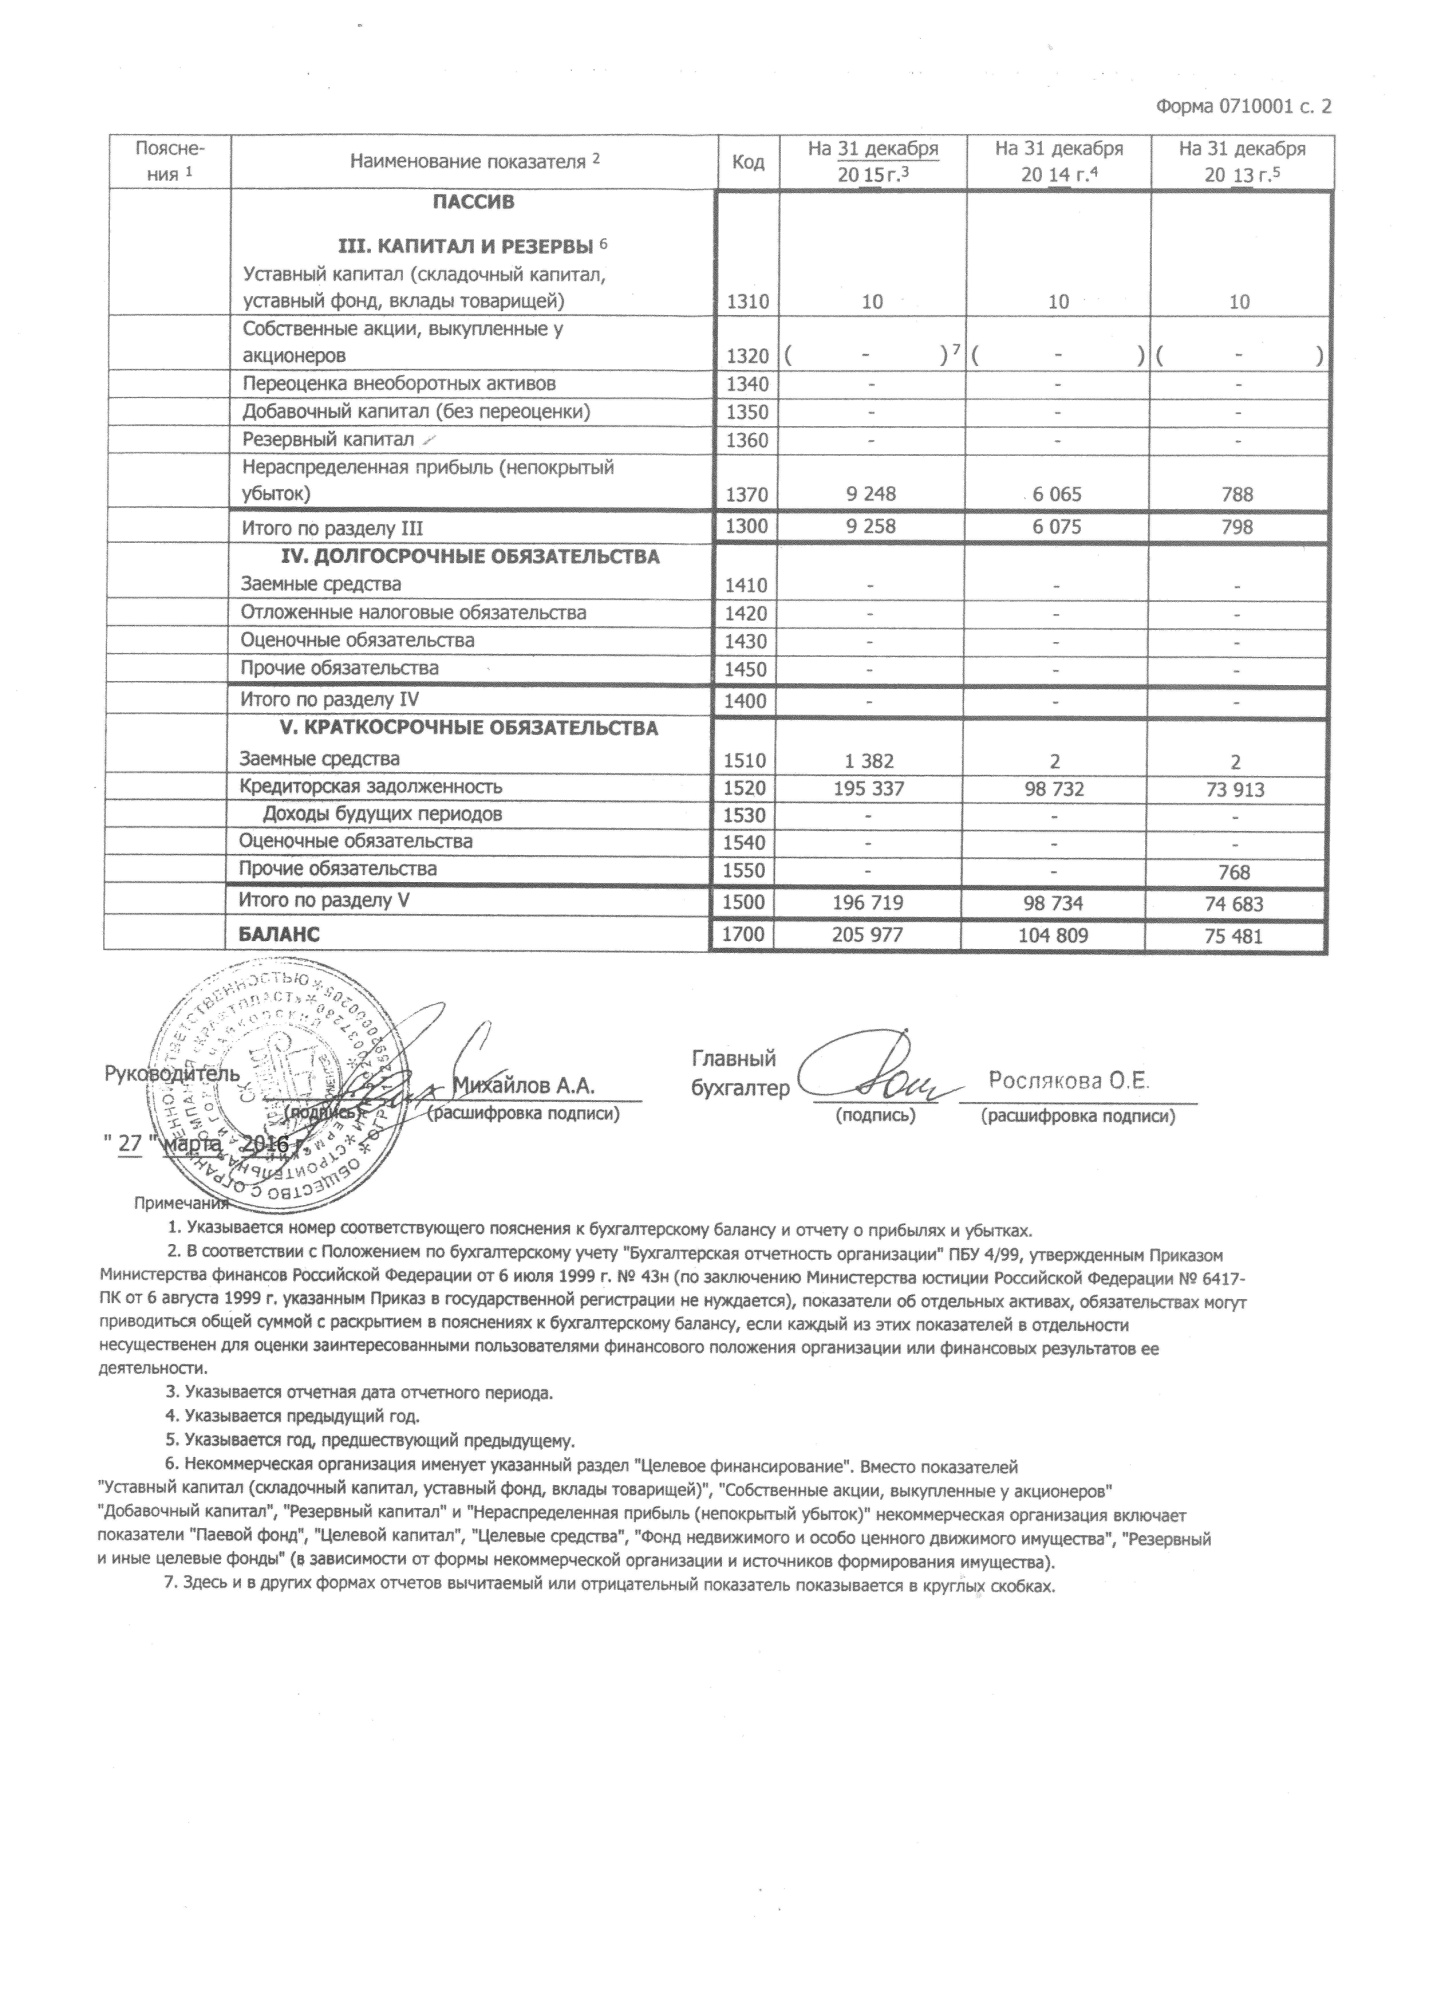 Форма 0710001 с. 2
Поясне-
ния 1
Наименование показателя 2
Код
На 31 декабря
20 15 г.3
На 31 декабря
20 14 г.4
На 31 декабря
20 13 г.5
ПАССИВ
III. КАПИТАЛ И РЕЗЕРВЫ 6
Уставный капитал (складочный капитал,
уставный фонд, вклады товарищей) 1310 10 10 10
Собственные акции, выкупленные у
акционеров 1320 ( - )7 ( - ) ( - )
Переоценка внеоборотных активов 1340 - - -
Добавочный капитал (без переоценки) 1350 - - -
Резервный капитал 1360 - - -
Нераспределенная прибыль (непокрытый
убыток) 1370 9 248 6 065 788
Итого по разделу III 1300 9 258 6 075 798
IV. ДОЛГОСРОЧНЫЕ ОБЯЗАТЕЛЬСТВА
Заемные средства 1410 - - -
Отложенные налоговые обязательства 1420 - - -
Оценочные обязательства 1430 - - -
Прочие обязательства 1450 - - -
Итого по разделу IV 1400 - - -
V. КРАТКОСРОЧНЫЕ ОБЯЗАТЕЛЬСТВА
Заемные средства 1510 1 382 2 2
Кредиторская задолженность 1520 195 337 98 732 73 913
Доходы будущих периодов 1530 - - -
Оценочные обязательства 1540 - - -
Прочие обязательства 1550 - - 768
Итого по разделу V 1500 196 719 98 734 74 683
БАЛАНС 1700 205 977 104 809 75 481
Руководитель Михайлов А.А.
(подпись) (расшифровка подписи)
Главный
бухгалтер Рослякова О.Е.
(подпись) (расшифровка подписи)
" 27 " марта 2016 г.
Примечания
1. Указывается номер соответствующего пояснения к бухгалтерскому балансу и отчету о прибылях и убытках.
2. В соответствии с Положением по бухгалтерскому учету "Бухгалтерская отчетность организации" ПБУ 4/99, утвержденным Приказом
Министерства финансов Российской Федерации от 6 июля 1999 г. № 43н (по заключению Министерства юстиции Российской Федерации № 6417-
ПК от 6 августа 1999 г. указанным Приказ в государственной регистрации не нуждается), показатели об отдельных активах, обязательствах могут
приводиться общей суммой с раскрытием в пояснениях к бухгалтерскому балансу, если каждый из этих показателей в отдельности
несущественен для оценки заинтересованными пользователями финансового положения организации или финансовых результатов ее
деятельности.
3. Указывается отчетная дата отчетного периода.
4. Указывается предыдущий год.
5. Указывается год, предшествующий предыдущему.
6. Некоммерческая организация именует указанный раздел "Целевое финансирование". Вместо показателей
"Уставный капитал (складочный капитал, уставный фонд, вклады товарищей)", "Собственные акции, выкупленные у акционеров"
"Добавочный капитал", "Резервный капитал" и "Нераспределенная прибыль (непокрытый убыток)" некоммерческая организация включает
показатели "Паевой фонд", "Целевой капитал", "Целевые средства", "Фонд недвижимого и особо ценного движимого имущества", "Резервный
и иные целевые фонды" (в зависимости от формы некоммерческой организации и источников формирования имущества).
7. Здесь и в других формах отчетов вычитаемый или отрицательный показатель показывается в круглых скобках.